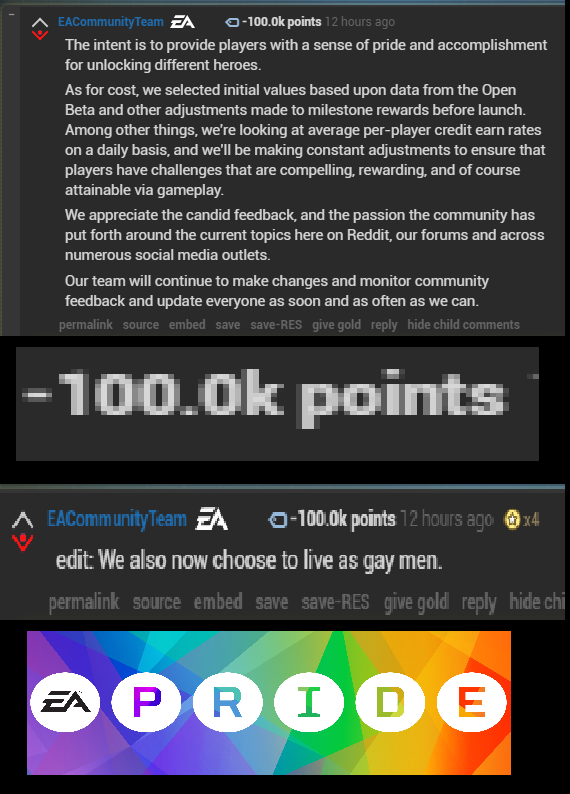 EACommunityTeam EA -100.0k points 12 hours ago
The intent is to provide players with a sense of pride and accomplishment
for unlocking different heroes.
As for cost, we selected initial values based upon data from the Open
Beta and other adjustments made to milestone rewards before launch.
Among other things, we're looking at average per-player credit earn rates
on a daily basis, and we'll be making constant adjustments to ensure that
players have challenges that are compelling, rewarding, and of course
attainable via gameplay.
We appreciate the candid feedback, and the passion the community has
put forth around the current topics here on Reddit, our forums and across
numerous social media outlets.
Our team will continue to make changes and monitor community
feedback and update everyone as soon and as often as we can.
permalink source embed save save-RES give gold reply hide child comments
-100.0k points
EACommunityTeam EA -100.0k points 12 hours ago x4
edit: We also now choose to live as gay men.
permalink source embed save save-RES give gold reply hide chi
EA PRIDE